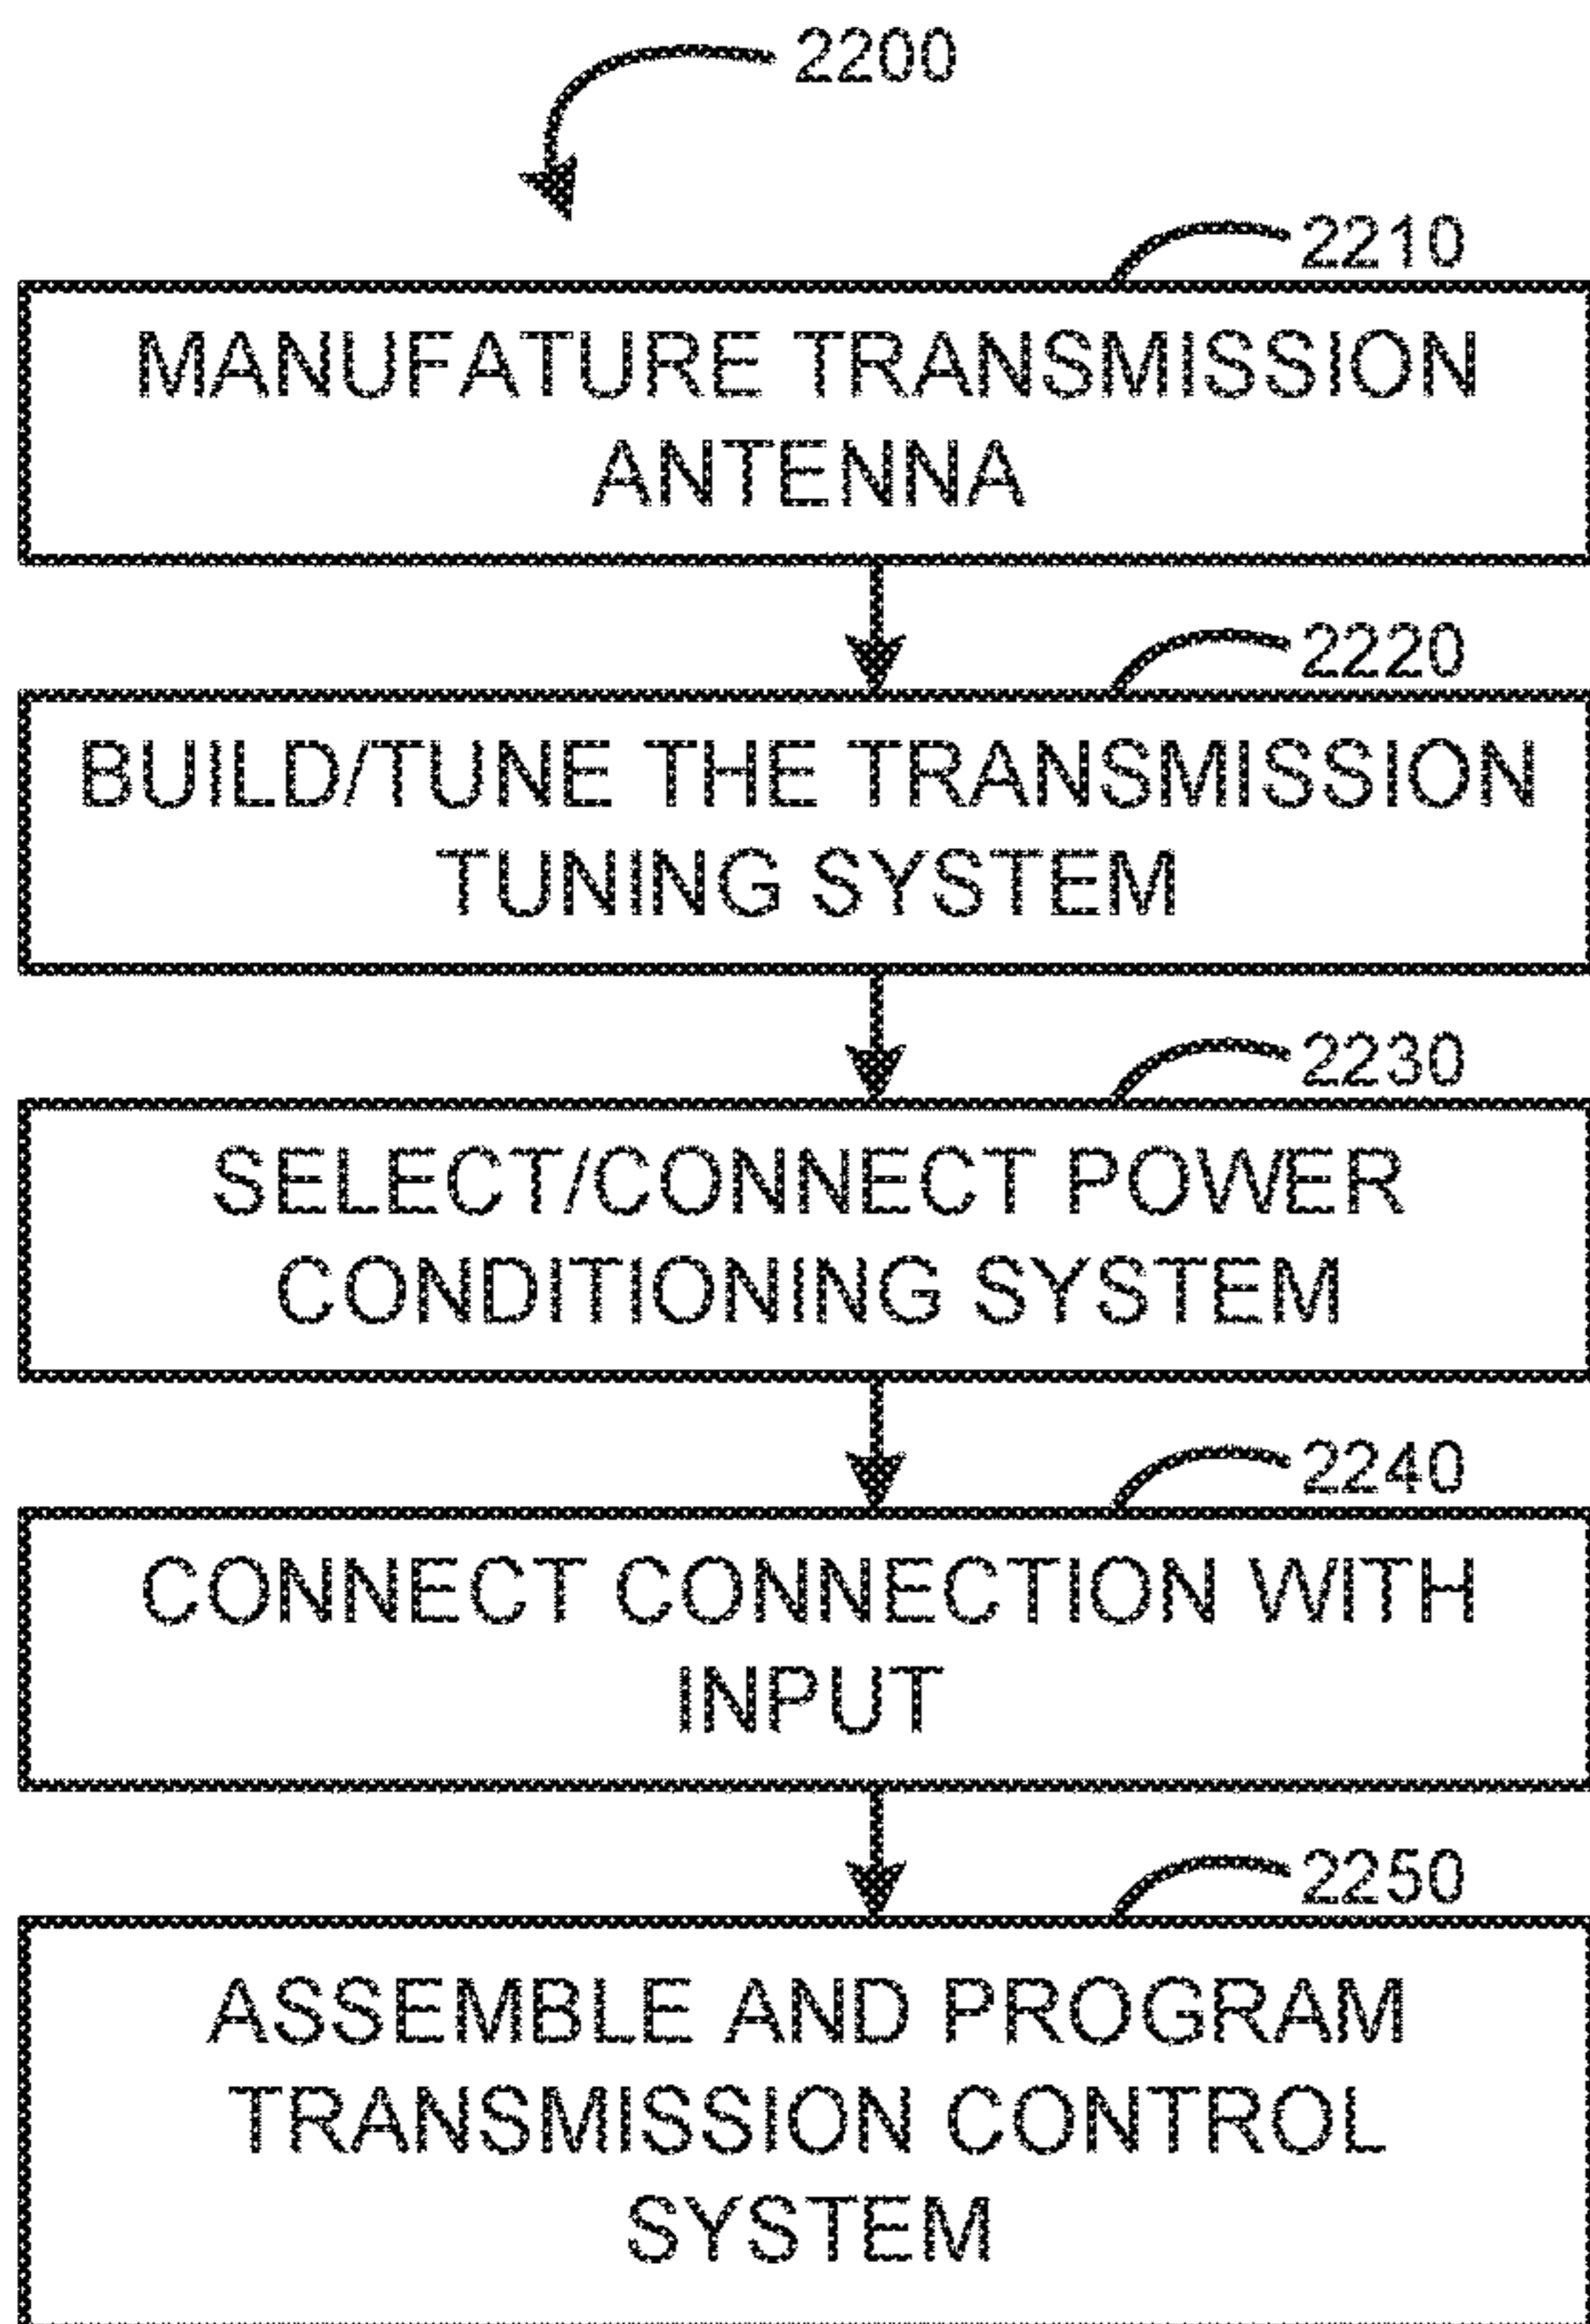 2200
2210
MANUFATURE TRANSMISSION
ANTENNA
2220
BUILD/TUNE THE TRANSMISSION
TUNING SYSTEM
2230
SELECT/CONNECT POWER
CONDITIONING SYSTEM
2240
CONNECT CONNECTION WITH
INPUT
2250
ASSEMBLE AND PROGRAM
TRANSMISSION CONTROL
SYSTEM